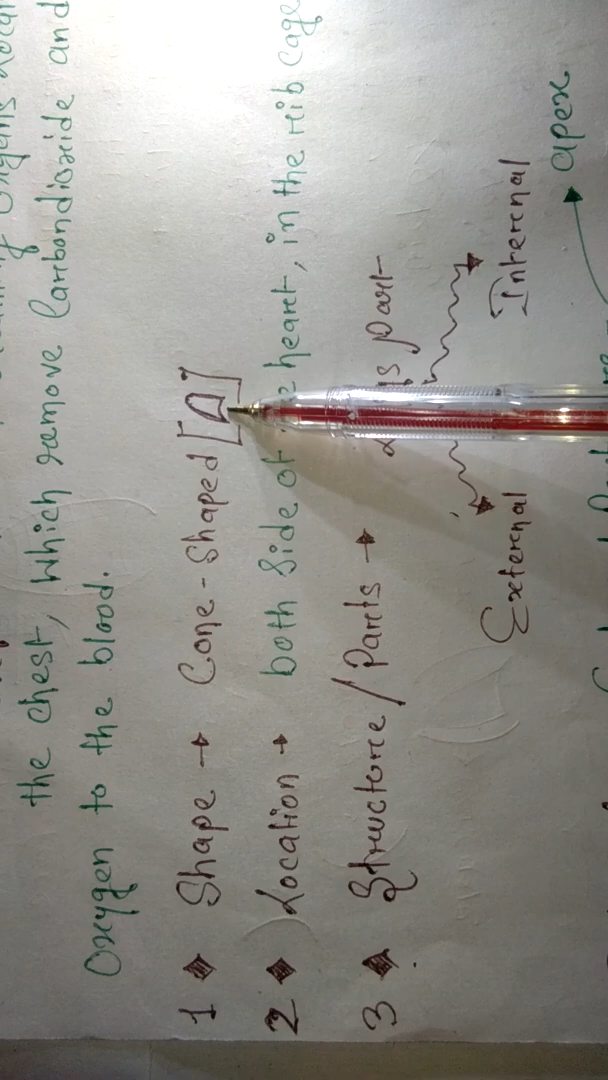 the chest, which remove Carbondioxide and
Oxygen to the blood.
1 ♦ Shape → Cone-Shaped [△]
2 ♦ Location → both Side of heart, in the rib cage
3 ♦ Structure / Parts → part
External Internal
apex